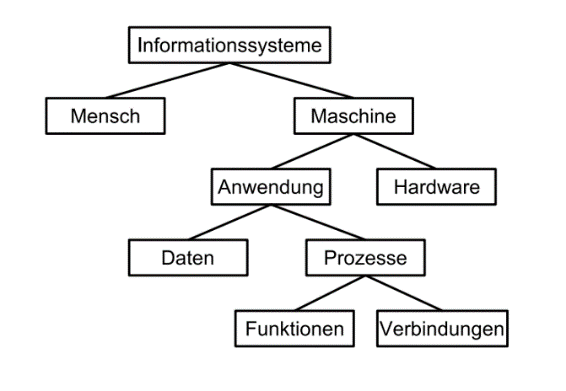 Informationssysteme
Mensch
Maschine
Anwendung
Hardware
Daten
Prozesse
Funktionen
Verbindungen